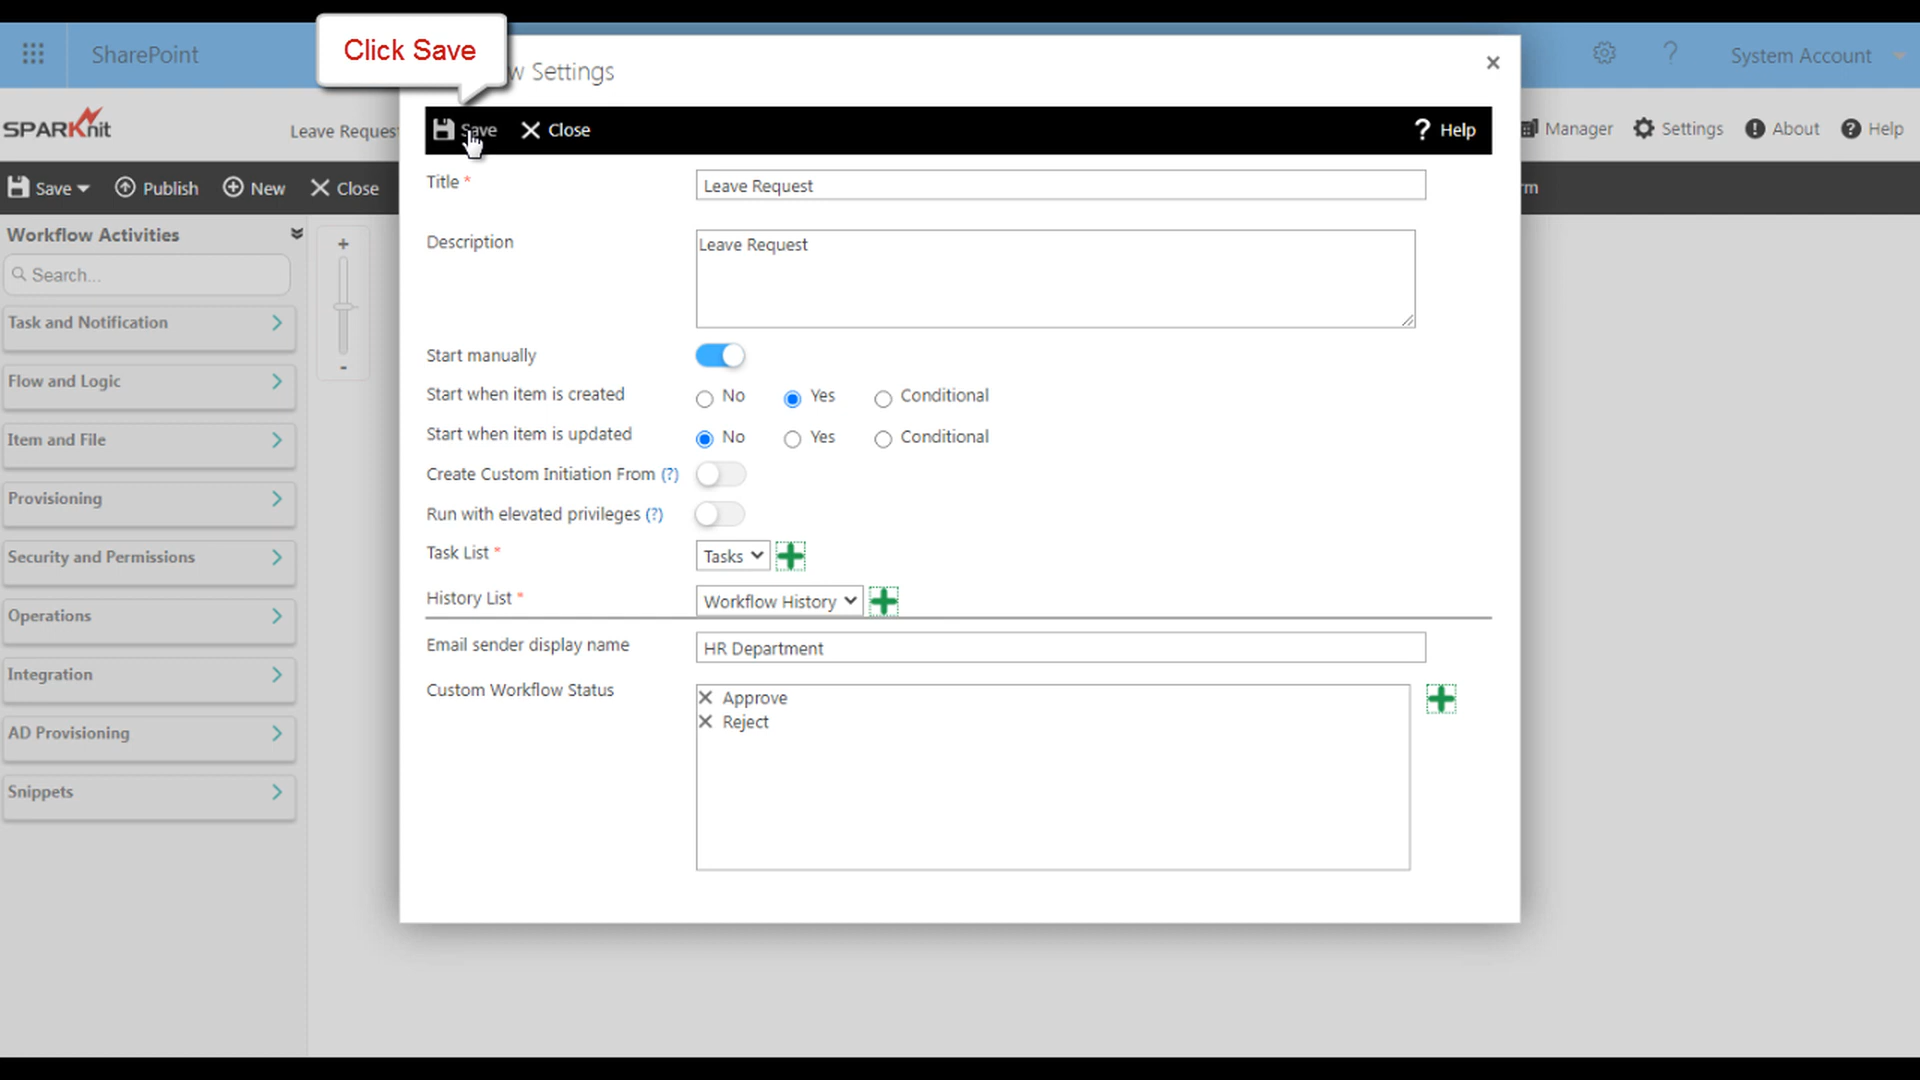 SharePoint
Click Save
w Settings
×
? System Account
SPARKnit
Leave Reques
Save Close
? Help
Manager Settings About Help
Save Publish New Close
rm
Workflow Activities
Search...
Task and Notification
Flow and Logic
Item and File
Provisioning
Security and Permissions
Operations
Integration
AD Provisioning
Snippets
+
-
Title *
Leave Request
Description
Leave Request
Start manually
Start when item is created No Yes Conditional
Start when item is updated No Yes Conditional
Create Custom Initiation From (?)
Run with elevated privileges (?)
Task List * Tasks
History List * Workflow History
Email sender display name HR Department
Custom Workflow Status
Approve
Reject